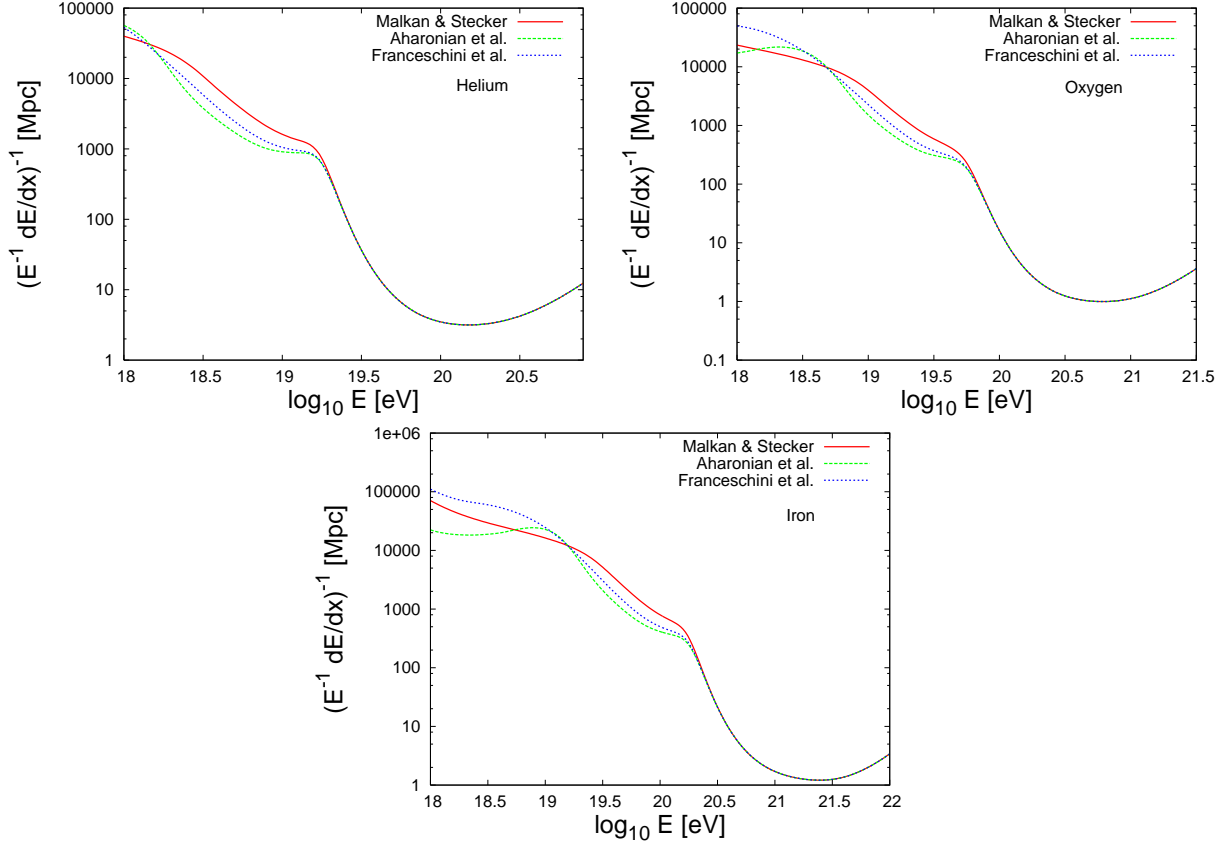 100000
10000
1000
100
10
1
18
18.5
19
19.5
20
20.5
(E-1 dE/dx)-1 [Mpc]
log10 E [eV]
Malkan & Stecker
Aharonian et al.
Franceschini et al.
Helium
100000
10000
1000
100
10
1
0.1
18
18.5
19
19.5
20
20.5
21
21.5
(E-1 dE/dx)-1 [Mpc]
log10 E [eV]
Malkan & Stecker
Aharonian et al.
Franceschini et al.
Oxygen
1e+06
100000
10000
1000
100
10
1
18
18.5
19
19.5
20
20.5
21
21.5
22
(E-1 dE/dx)-1 [Mpc]
log10 E [eV]
Malkan & Stecker
Aharonian et al.
Franceschini et al.
Iron